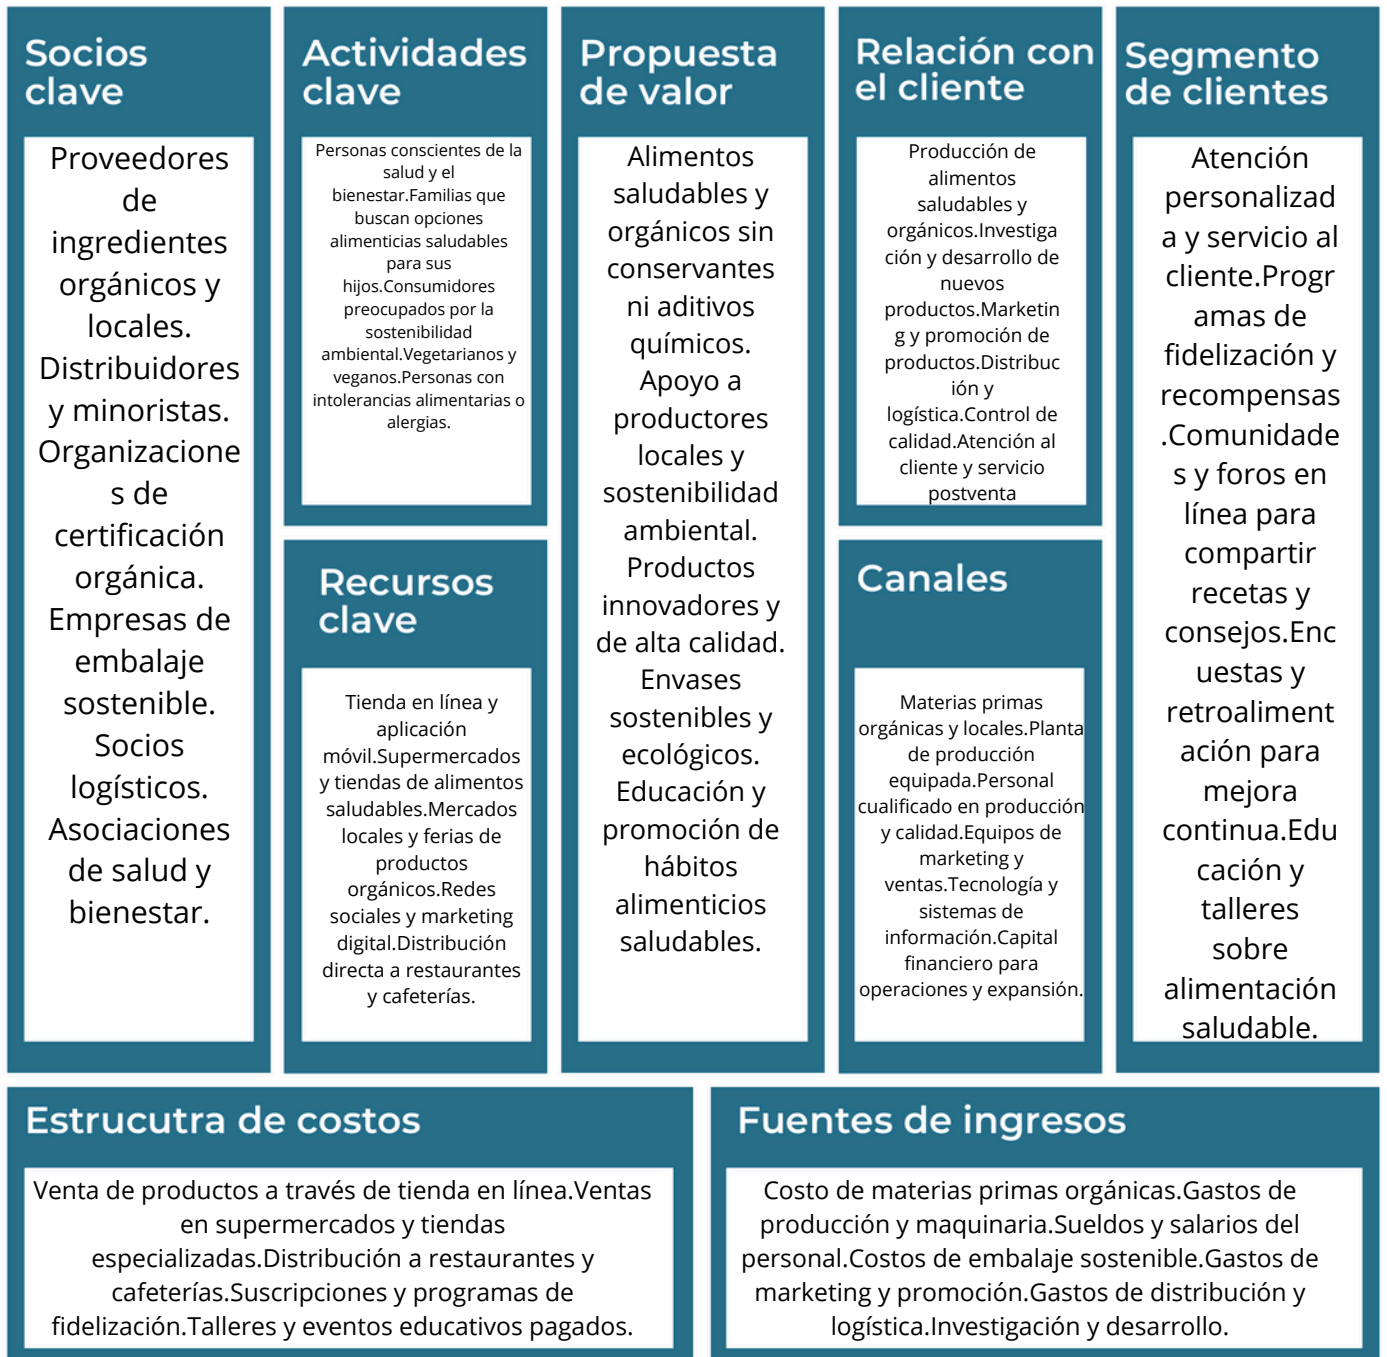 Socios
clave
Proveedores
de
ingredientes
orgánicos y
locales.
Distribuidores
y minoristas.
Organizacione
s de
certificación
orgánica.
Empresas de
embalaje
sostenible.
Socios
logísticos.
Asociaciones
de salud y
bienestar.
Actividades
clave
Personas conscientes de la
salud y el
bienestar.Familias que
buscan opciones
alimenticias saludables
para sus
hijos.Consumidores
preocupados por la
sostenibilidad
ambiental.Vegetarianos y
veganos.Personas con
intolerancias alimentarias o
alergias.
Recursos
clave
Tienda en línea y
aplicación
móvil.Supermercados
y tiendas de alimentos
saludables.Mercados
locales y ferias de
productos
orgánicos.Redes
sociales y marketing
digital.Distribución
directa a restaurantes
y cafeterías.
Propuesta
de valor
Alimentos
saludables y
orgánicos sin
conservantes
ni aditivos
químicos.
Apoyo a
productores
locales y
sostenibilidad
ambiental.
Productos
innovadores y
de alta calidad.
Envases
sostenibles y
ecológicos.
Educación y
promoción de
hábitos
alimenticios
saludables.
Relación con
el cliente
Producción de
alimentos
saludables y
orgánicos.Investiga
ción y desarrollo de
nuevos
productos.Marketin
g y promoción de
productos.Distribuc
ión y
logística.Control de
calidad.Atención al
cliente y servicio
postventa
Canales
Materias primas
orgánicas y locales.Planta
de producción
equipada.Personal
cualificado en producción
y calidad.Equipos de
marketing y
ventas.Tecnología y
sistemas de
información.Capital
financiero para
operaciones y expansión.
Segmento
de clientes
Atención
personalizad
a y servicio al
cliente.Progr
amas de
fidelización y
recompensas
.Comunidade
s y foros en
línea para
compartir
recetas y
consejos.Enc
uestas y
retroaliment
ación para
mejora
continua.Edu
cación y
talleres
sobre
alimentación
saludable.
Estrucutra de costos
Venta de productos a través de tienda en línea.Ventas
en supermercados y tiendas
especializadas.Distribución a restaurantes y
cafeterías.Suscripciones y programas de
fidelización.Talleres y eventos educativos pagados.
Fuentes de ingresos
Costo de materias primas orgánicas.Gastos de
producción y maquinaria.Sueldos y salarios del
personal.Costos de embalaje sostenible.Gastos de
marketing y promoción.Gastos de distribución y
logística.Investigación y desarrollo.